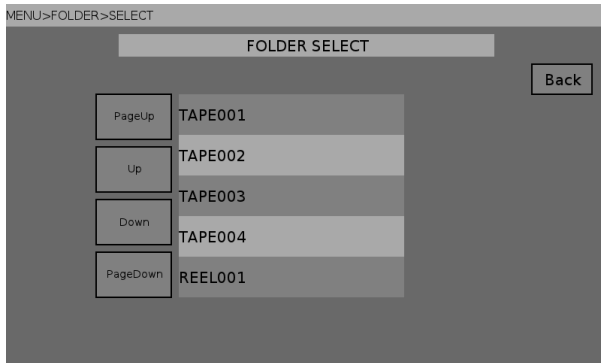 MENU>FOLDER>SELECT
FOLDER SELECT
Back
PageUp
TAPE001
Up
TAPE002
TAPE003
Down
TAPE004
PageDown
REEL001